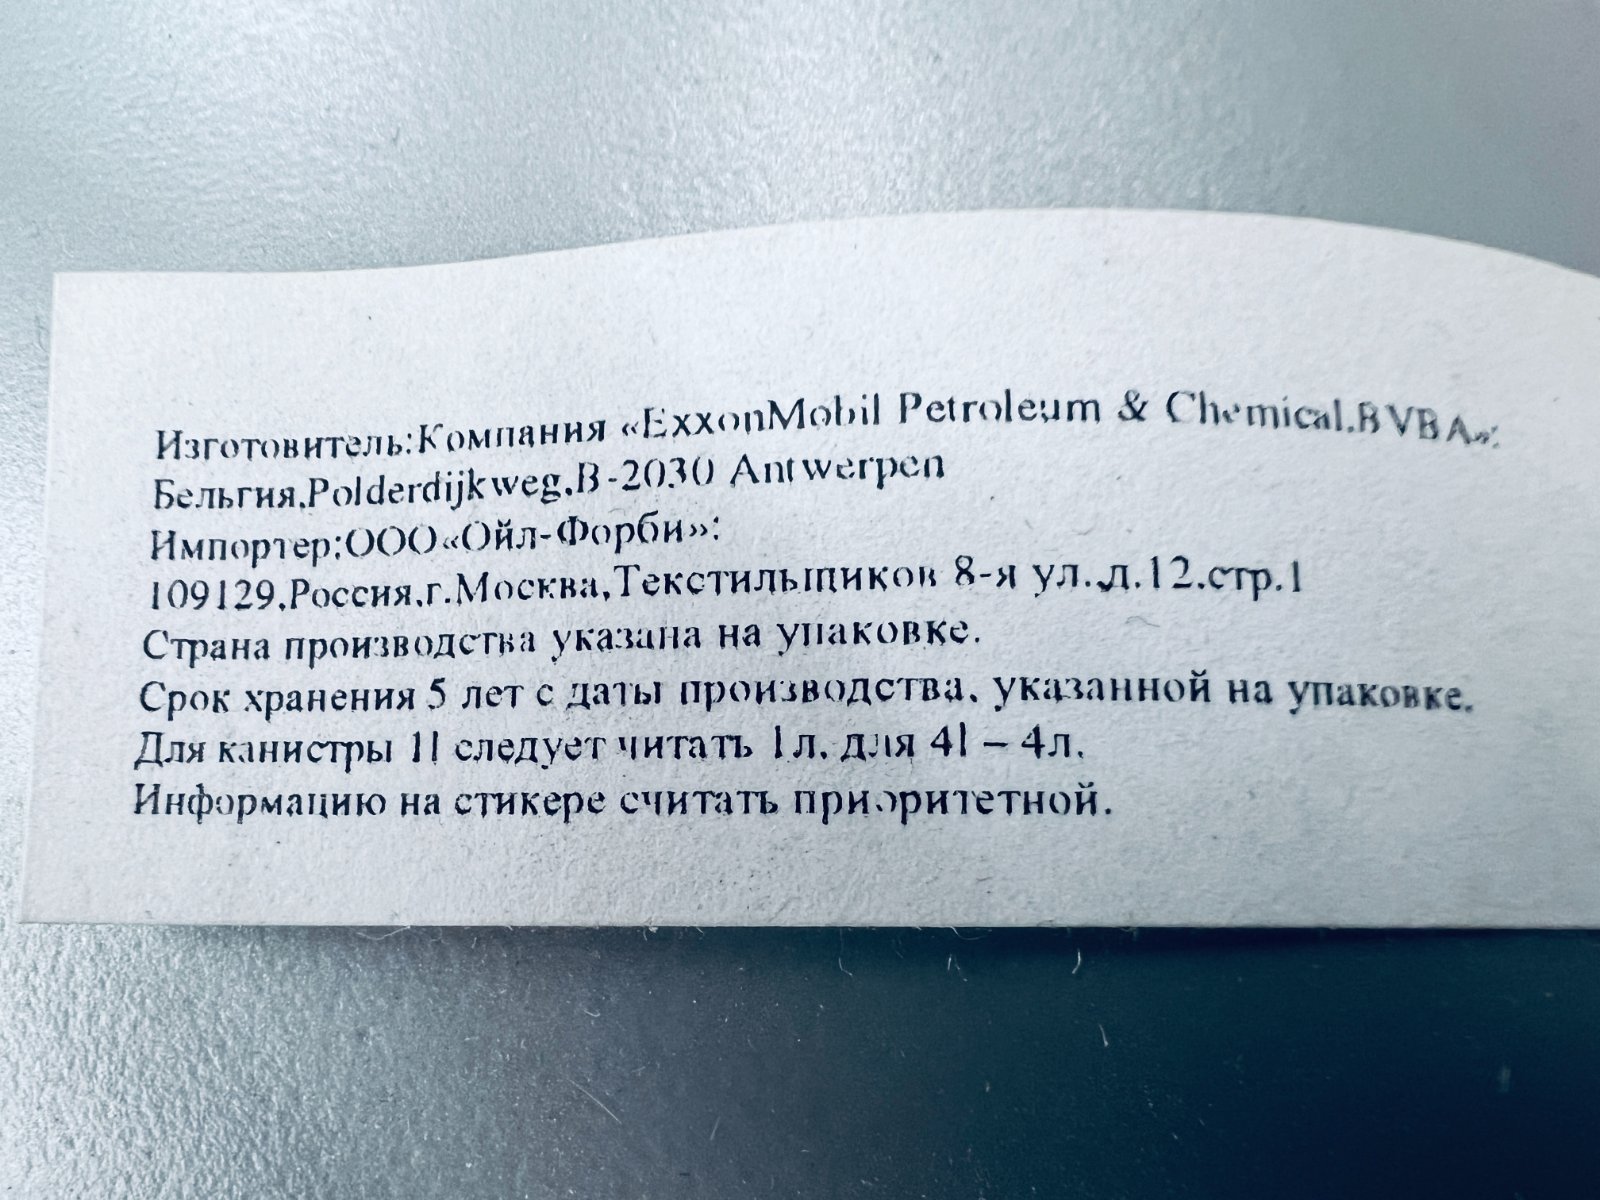 Изготовитель:Компания «ExxonMobil Petroleum & Chemical.BVBA»:
Бельгия,Polderdijkweg,B-2030 Antwerpen
Импортер:ООО«Ойл-Форби»:
109129,Россия,г.Москва,Текстильщиков 8-я ул.,д.12,стр.1
Страна производства указана на упаковке.
Срок хранения 5 лет с даты производства, указанной на упаковке.
Для канистры 1l следует читать 1л, для 4l – 4л.
Информацию на стикере считать приоритетной.